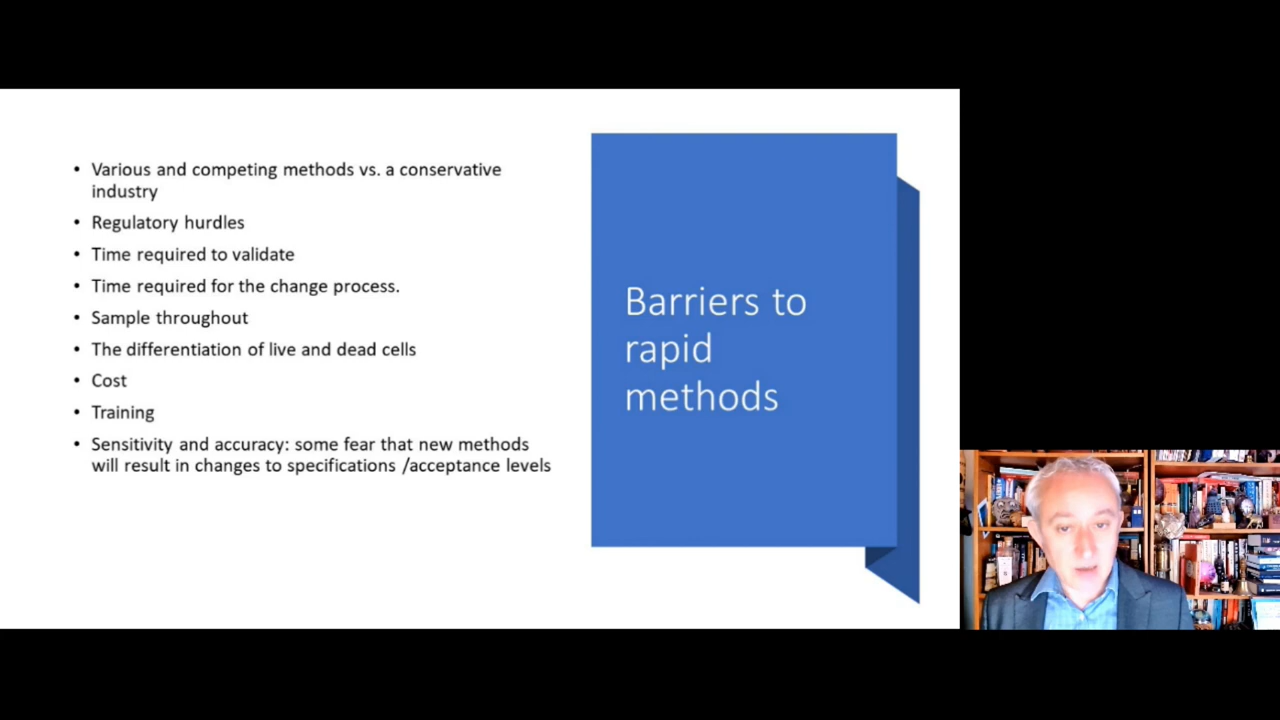 • Various and competing methods vs. a conservative
industry
• Regulatory hurdles
• Time required to validate
• Time required for the change process.
• Sample throughout
• The differentiation of live and dead cells
• Cost
• Training
• Sensitivity and accuracy: some fear that new methods
will result in changes to specifications /acceptance levels
Barriers to
rapid
methods